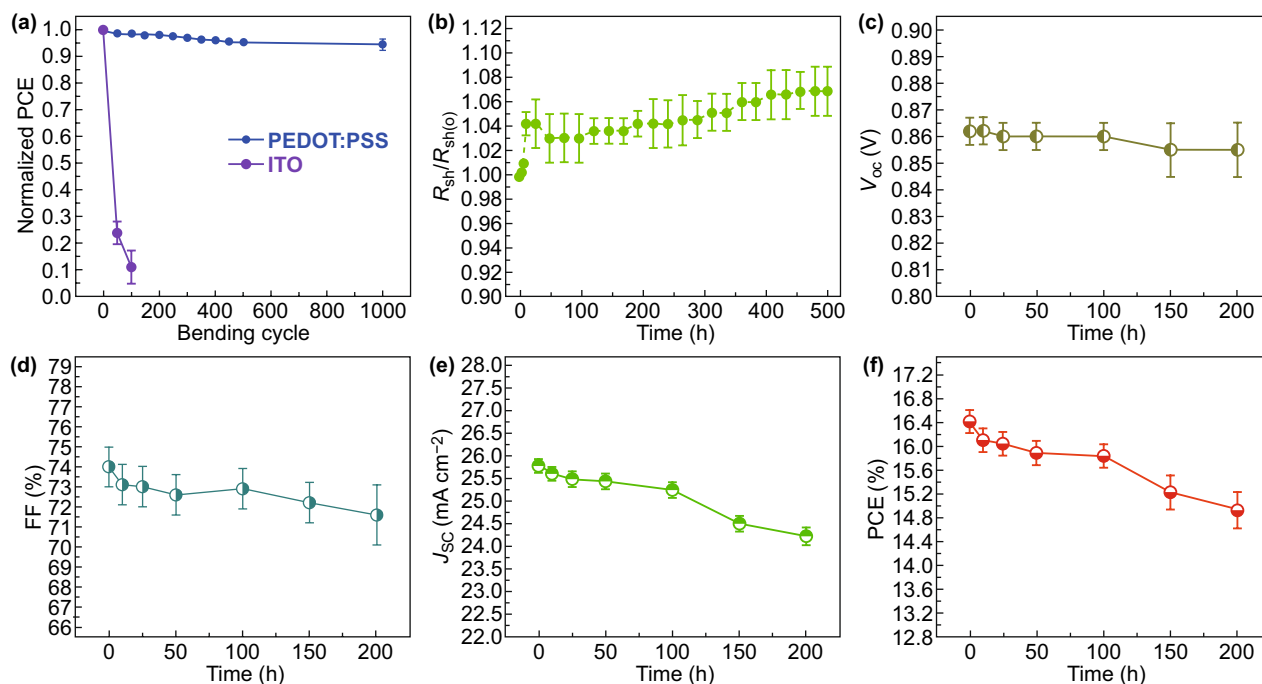 (a)
Normalized PCE
1.0
0.9
0.8
0.7
0.6
0.5
0.4
0.3
0.2
0.1
0.0
PEDOT:PSS
ITO
0 200 400 600 800 1000
Bending cycle
(b)
R_sh/R_sh(o)
1.12
1.10
1.08
1.06
1.04
1.02
1.00
0.98
0.96
0.94
0.92
0.90
0 100 200 300 400 500
Time (h)
(c)
V_oc (V)
0.90
0.89
0.88
0.87
0.86
0.85
0.84
0.83
0.82
0.81
0.80
0 50 100 150 200
Time (h)
(d)
FF (%)
79
78
77
76
75
74
73
72
71
70
69
68
67
66
0 50 100 150 200
Time (h)
(e)
J_SC (mA cm⁻²)
28.0
27.5
27.0
26.5
26.0
25.5
25.0
24.5
24.0
23.5
23.0
22.5
22.0
0 50 100 150 200
Time (h)
(f)
PCE (%)
17.2
16.8
16.4
16.0
15.6
15.2
14.8
14.4
14.0
13.6
13.2
12.8
0 50 100 150 200
Time (h)